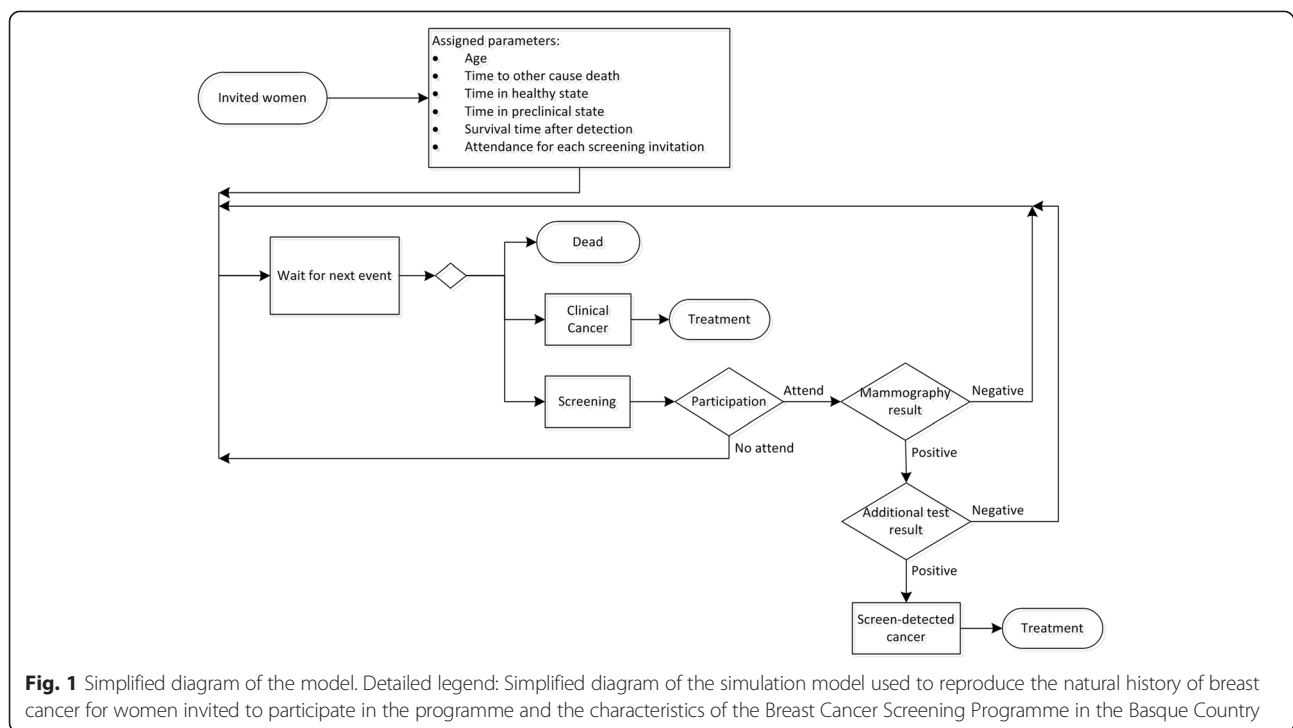 Assigned parameters:
• Age
• Time to other cause death
• Time in healthy state
• Time in preclinical state
• Survival time after detection
• Attendance for each screening invitation
Invited women
Wait for next event
Dead
Clinical
Cancer
Treatment
Screening
Participation
Attend
Mammography
result
Negative
No attend
Positive
Additional test
result
Negative
Positive
Screen-detected
cancer
Treatment
Fig. 1 Simplified diagram of the model. Detailed legend: Simplified diagram of the simulation model used to reproduce the natural history of breast
cancer for women invited to participate in the programme and the characteristics of the Breast Cancer Screening Programme in the Basque Country